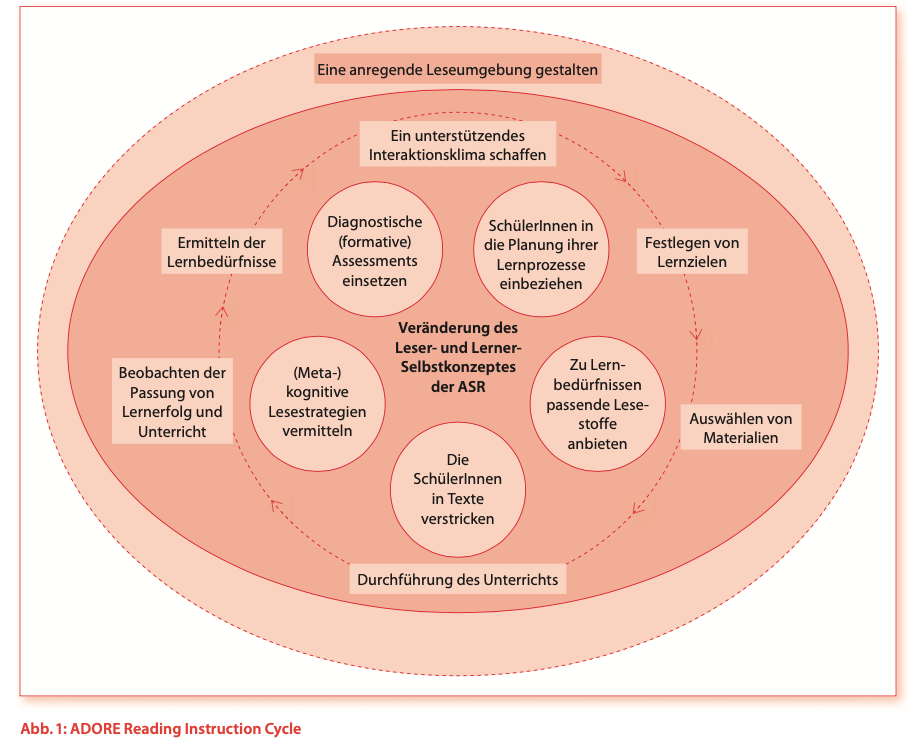 Eine anregende Leseumgebung gestalten
Ein unterstützendes
Interaktionsklima schaffen
Diagnostische
(formative)
Assessments
einsetzen
SchülerInnen in
die Planung ihrer
Lernprozesse
einbeziehen
Ermitteln der
Lernbedürfnisse
Festlegen von
Lernzielen
Veränderung des
Leser- und Lerner-
Selbstkonzeptes
der ASR
Beobachten der
Passung von
Lernerfolg und
Unterricht
(Meta-)
kognitive
Lesestrategien
vermitteln
Zu Lern-
bedürfnissen
passende Lese-
stoffe
anbieten
Auswählen von
Materialien
Die
SchülerInnen
in Texte
verstricken
Durchführung des Unterrichts
Abb. 1: ADORE Reading Instruction Cycle